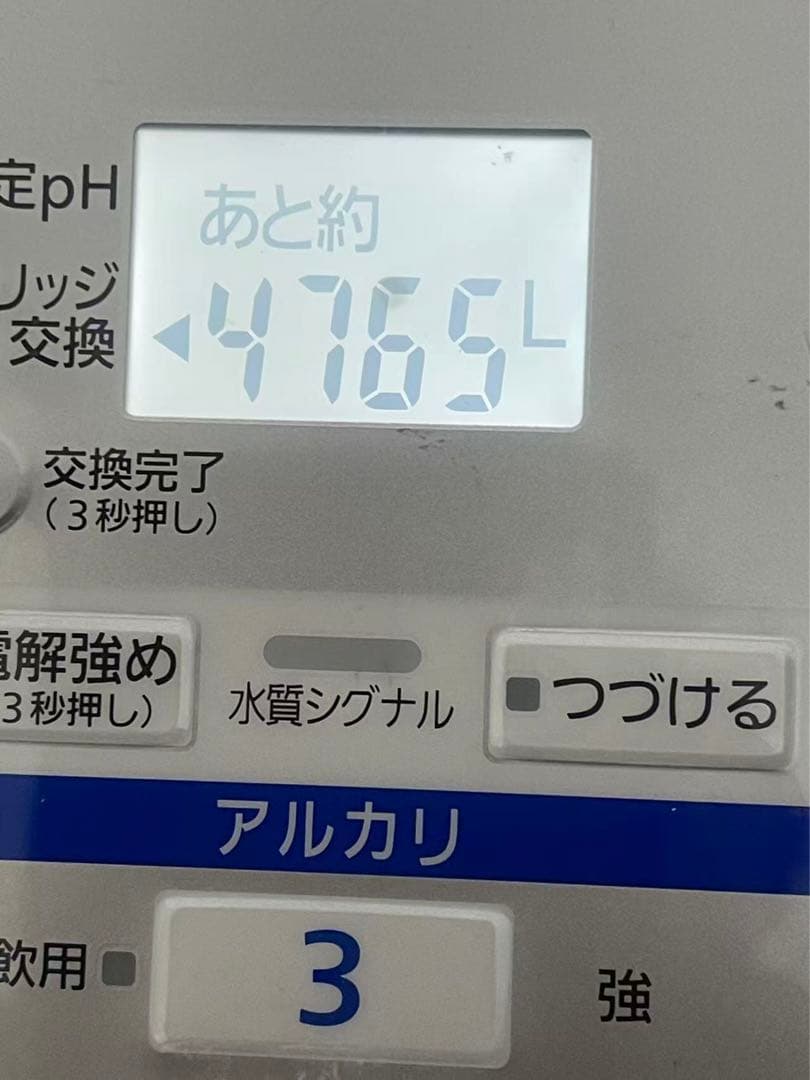 定pH
あと約
リッジ
交換
4765L
交換完了
(3秒押し)
電解強め
(3秒押し)
水質シグナル
つづける
アルカリ
飲用
3
強